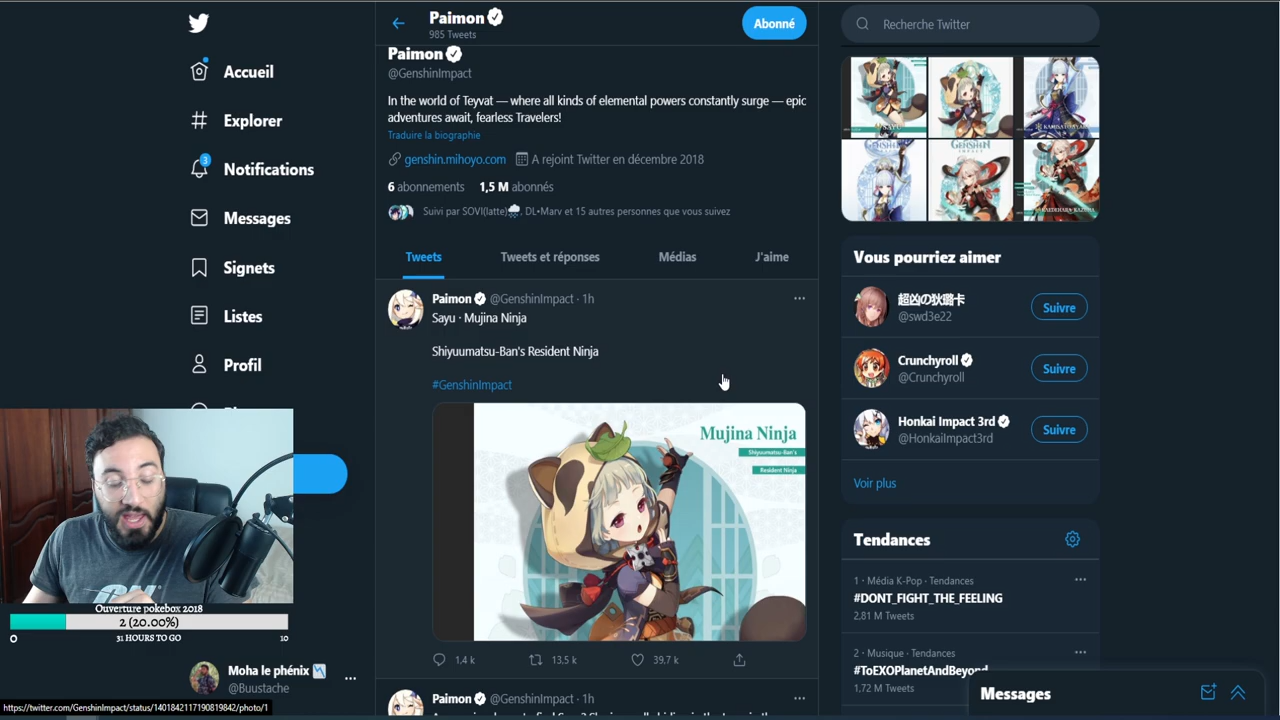 Accueil
Explorer
3
Notifications
Messages
Signets
Listes
Profil
Ouverture pokebox 2018
2 (20.00%)
0
31 HOURS TO GO
10
Moha le phénix
@Buustache
https://twitter.com/GenshinImpact/status/1401842117190819842/photo/1
Paimon
985 Tweets
Abonné
Paimon
@GenshinImpact
In the world of Teyvat — where all kinds of elemental powers constantly surge — epic
adventures await, fearless Travelers!
Traduire la biographie
genshin.mihoyo.com A rejoint Twitter en décembre 2018
6 abonnements 1,5 M abonnés
Suivi par SOVI(latte), DL•Marv et 15 autres personnes que vous suivez
Tweets Tweets et réponses Médias J'aime
Paimon @GenshinImpact · 1h
Sayu · Mujina Ninja
Shiyuumatsu-Ban's Resident Ninja
#GenshinImpact
Mujina Ninja
Shiyuumatsu-Ban's
Resident Ninja
1,4 k 13,5 k 39,7 k
Paimon @GenshinImpact · 1h
Recherche Twitter
SAYU
GENSHIN
Vous pourriez aimer
@swd3e22
Suivre
Crunchyroll
@Crunchyroll
Suivre
Honkai Impact 3rd
@HonkaiImpact3rd
Suivre
Voir plus
Tendances
1 · Média K-Pop · Tendances
#DONT_FIGHT_THE_FEELING
2,81 M Tweets
2 · Musique · Tendances
#ToEXOPlanetAndBeyond
1,72 M Tweets
Messages